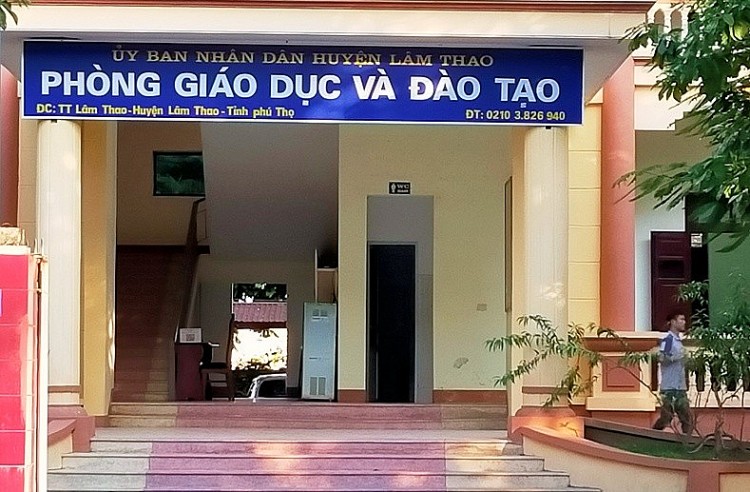 ỦY BAN NHÂN DÂN HUYỆN LÂM THAO
PHÒNG GIÁO DỤC VÀ ĐÀO TẠO
ĐC: TT Lâm Thao-Huyện Lâm Thao - Tỉnh phú Thọ ĐT: 0210 3.826 940
WC